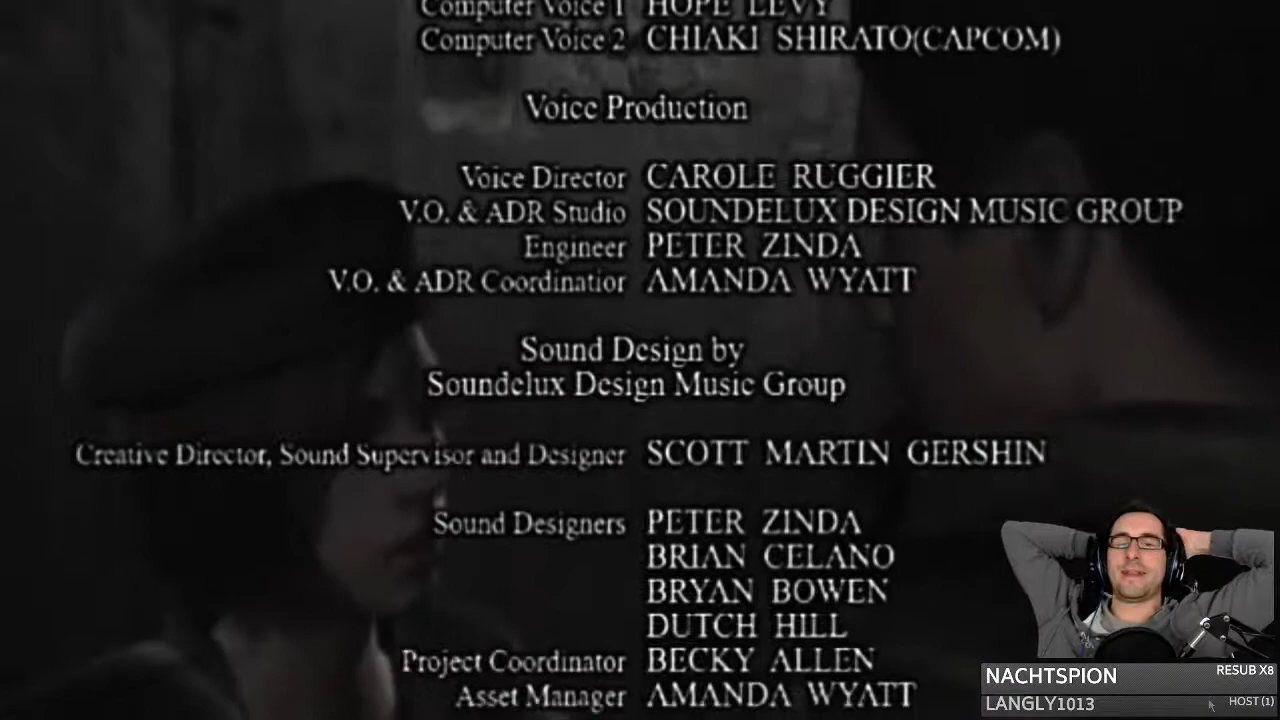 Computer Voice 1 HOPE LEVY
Computer Voice 2 CHIAKI SHIRATO(CAPCOM)
Voice Production
Voice Director CAROLE RUGGIER
V.O. & ADR Studio SOUNDELUX DESIGN MUSIC GROUP
Engineer PETER ZINDA
V.O. & ADR Coordinatior AMANDA WYATT
Sound Design by
Soundelux Design Music Group
Creative Director, Sound Supervisor and Designer SCOTT MARTIN GERSHIN
Sound Designers PETER ZINDA
BRIAN CELANO
BRYAN BOWEN
DUTCH HILL
Project Coordinator BECKY ALLEN
Asset Manager AMANDA WYATT
NACHTSPION RESUB X8
LANGLY1013 HOST (1)